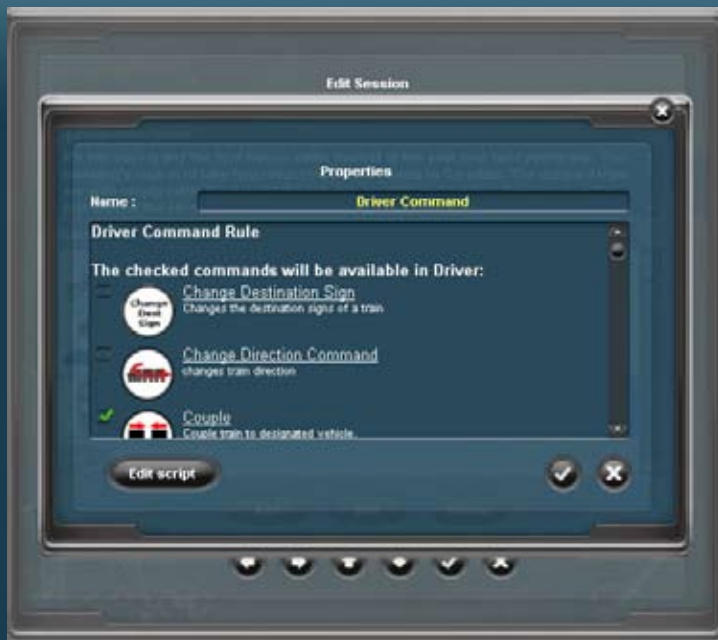 Edit Session
Properties
Name :
Driver Command
Driver Command Rule
The checked commands will be available in Driver:
Change Dest Sign
Change Destination Sign
Changes the destination signs of a train
Change Direction Command
changes train direction
Couple
Couple train to designated vehicle.
Edit script